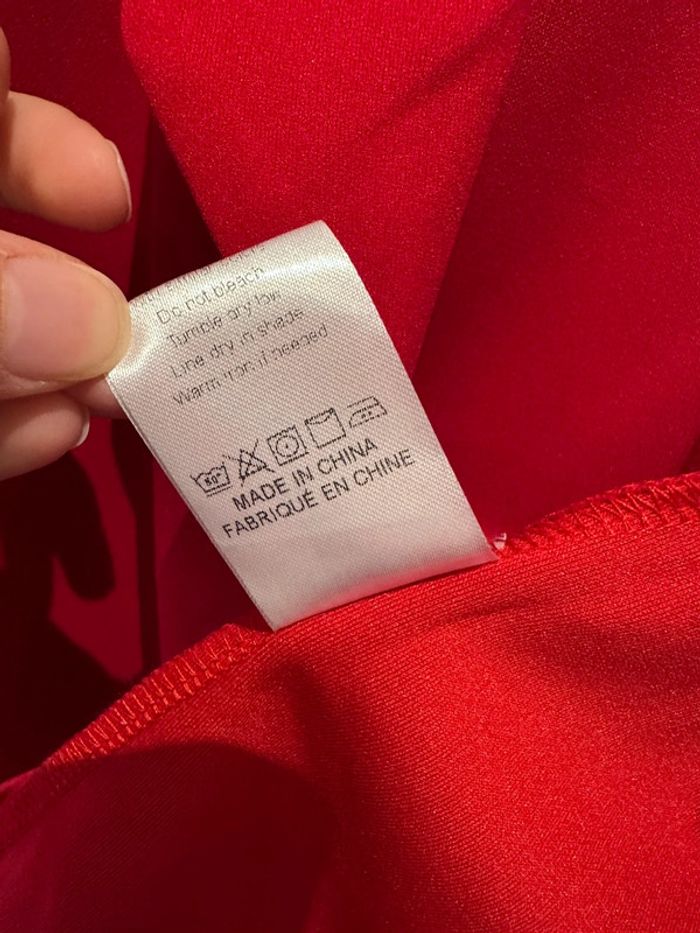 Do not bleach
Tumble dry low
Line dry in shade
Warm iron if needed
MADE IN CHINA
FABRIQUÉ EN CHINE